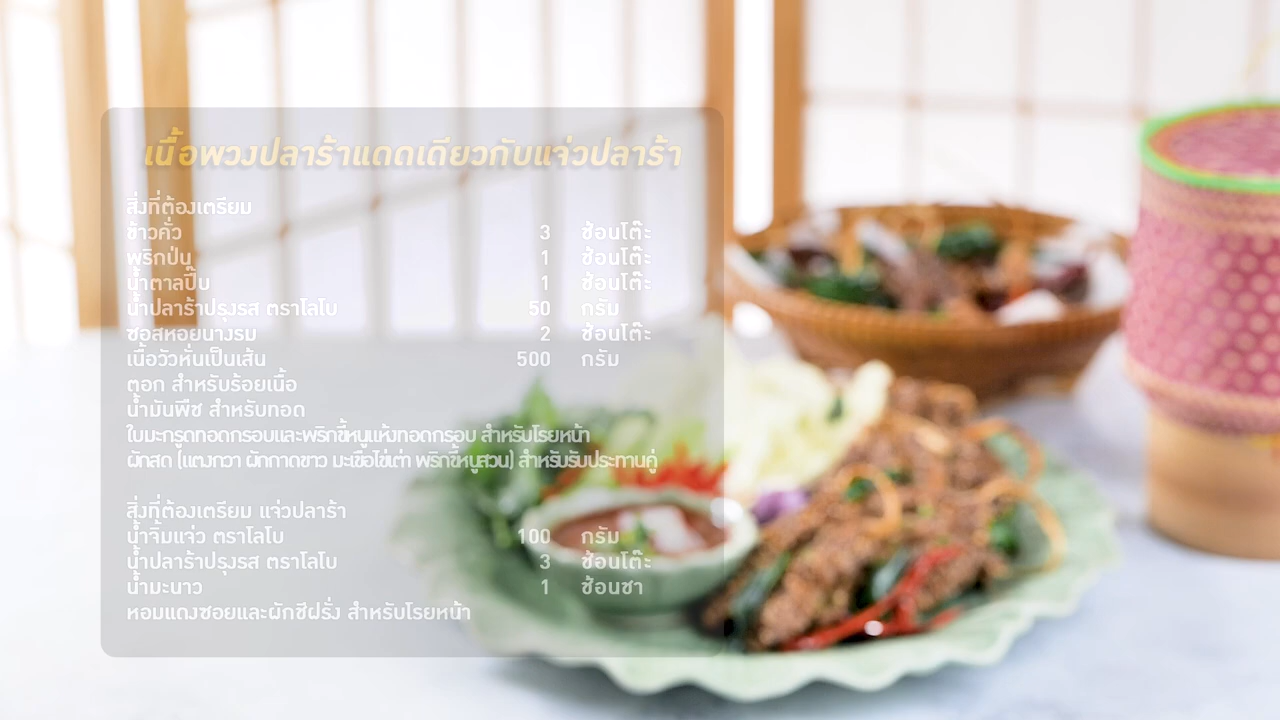 เนื้อพวงปลาร้าแดดเดียวกับแจ่วปลาร้า
สิ่งที่ต้องเตรียม
ข้าวคั่ว 3 ช้อนโต๊ะ
พริกป่น 1 ช้อนโต๊ะ
น้ำตาลปี๊บ 1 ช้อนโต๊ะ
น้ำปลาร้าปรุงรส ตราโลโบ 50 กรัม
ซอสหอยนางรม 2 ช้อนโต๊ะ
เนื้อวัวหั่นเป็นเส้น 500 กรัม
ตอก สำหรับร้อยเนื้อ
น้ำมันพืช สำหรับทอด
ใบมะกรูดทอดกรอบและพริกขี้หนูแห้งทอดกรอบ สำหรับโรยหน้า
ผักสด (แตงกวา ผักกาดขาว มะเขือไข่เต่า พริกขี้หนูสวน) สำหรับรับประทานคู่
สิ่งที่ต้องเตรียม แจ่วปลาร้า
น้ำจิ้มแจ่ว ตราโลโบ 100 กรัม
น้ำปลาร้าปรุงรส ตราโลโบ 3 ช้อนโต๊ะ
น้ำมะนาว 1 ช้อนชา
หอมแดงซอยและผักชีฝรั่ง สำหรับโรยหน้า